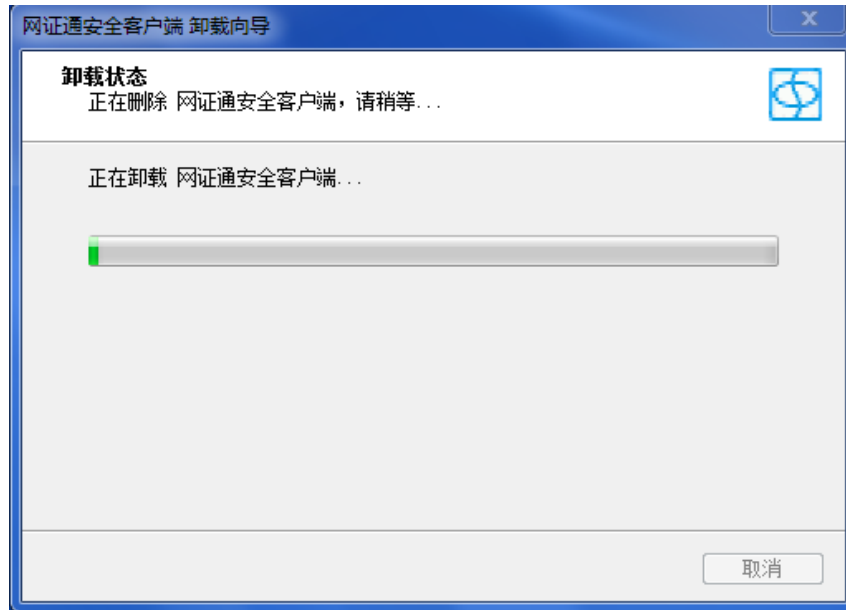 网证通安全客户端 卸载向导
卸载状态
正在删除 网证通安全客户端，请稍等...
正在卸载 网证通安全客户端...
取消